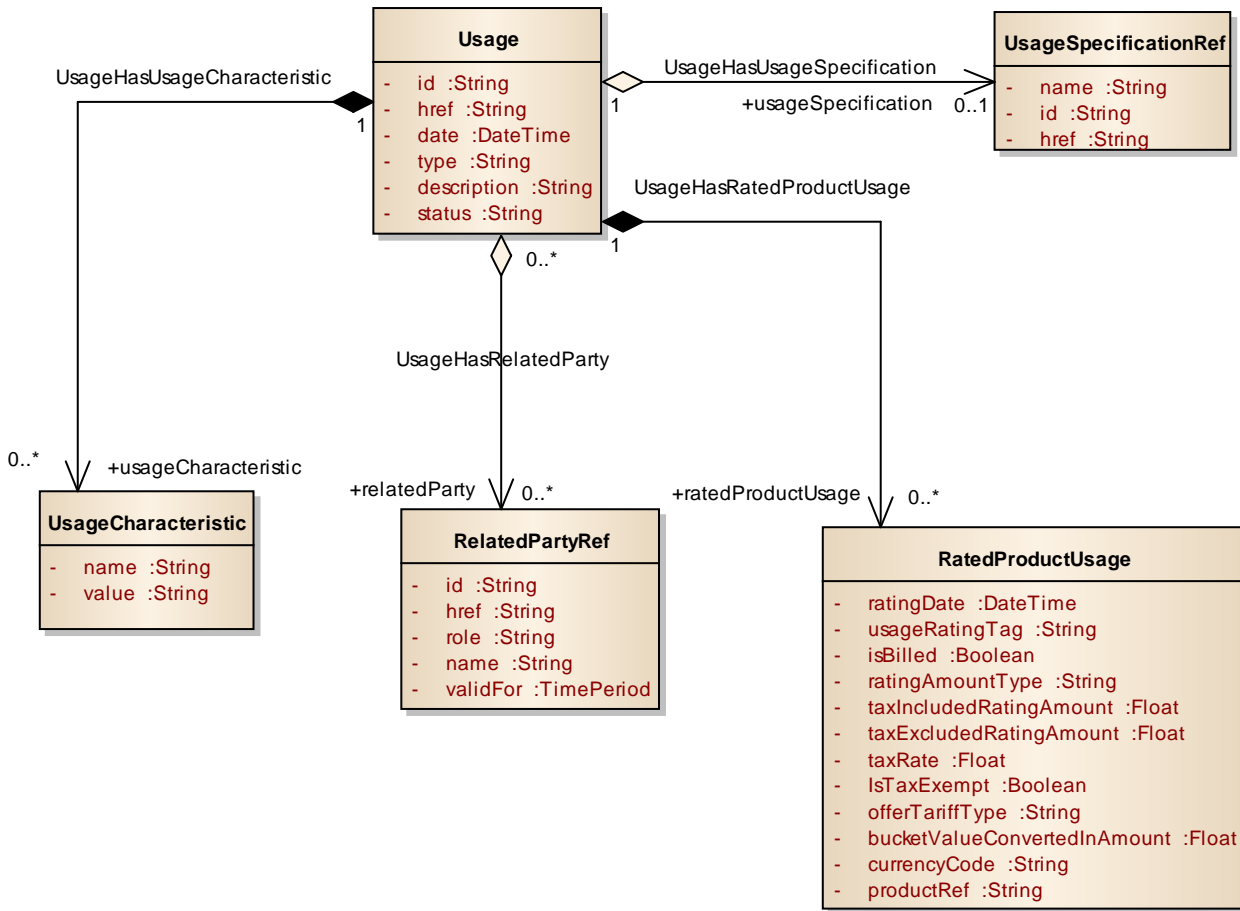 Usage
- id :String
- href :String
- date :DateTime
- type :String
- description :String
- status :String
UsageSpecificationRef
- name :String
- id :String
- href :String
UsageHasUsageCharacteristic
1
UsageHasUsageSpecification
1
+usageSpecification
0..1
UsageHasRatedProductUsage
1
0..*
UsageHasRelatedParty
0..*
+usageCharacteristic
+relatedParty
0..*
+ratedProductUsage
0..*
UsageCharacteristic
- name :String
- value :String
RelatedPartyRef
- id :String
- href :String
- role :String
- name :String
- validFor :TimePeriod
RatedProductUsage
- ratingDate :DateTime
- usageRatingTag :String
- isBilled :Boolean
- ratingAmountType :String
- taxIncludedRatingAmount :Float
- taxExcludedRatingAmount :Float
- taxRate :Float
- IsTaxExempt :Boolean
- offerTariffType :String
- bucketValueConvertedInAmount :Float
- currencyCode :String
- productRef :String